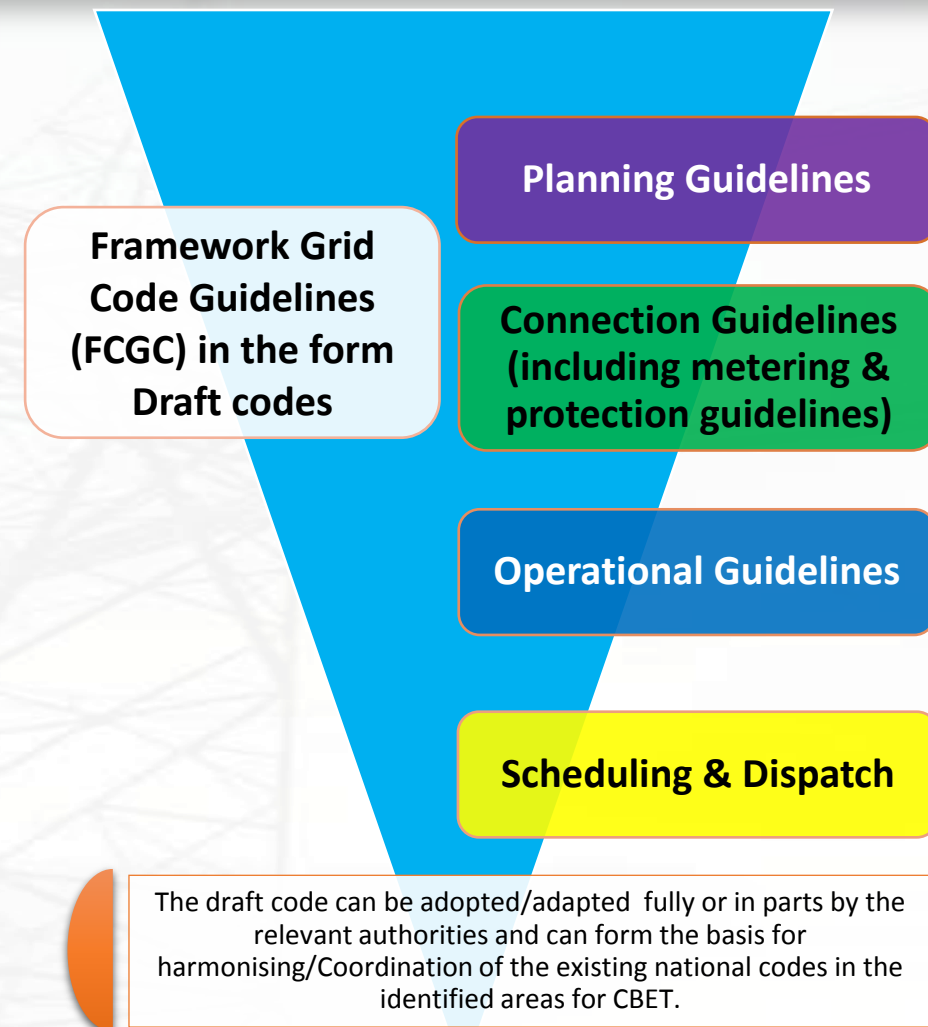 Planning Guidelines
Framework Grid
Code Guidelines
(FCGC) in the form
Draft codes
Connection Guidelines
(including metering &
protection guidelines)
Operational Guidelines
Scheduling & Dispatch
The draft code can be adopted/adapted fully or in parts by the
relevant authorities and can form the basis for
harmonising/Coordination of the existing national codes in the
identified areas for CBET.